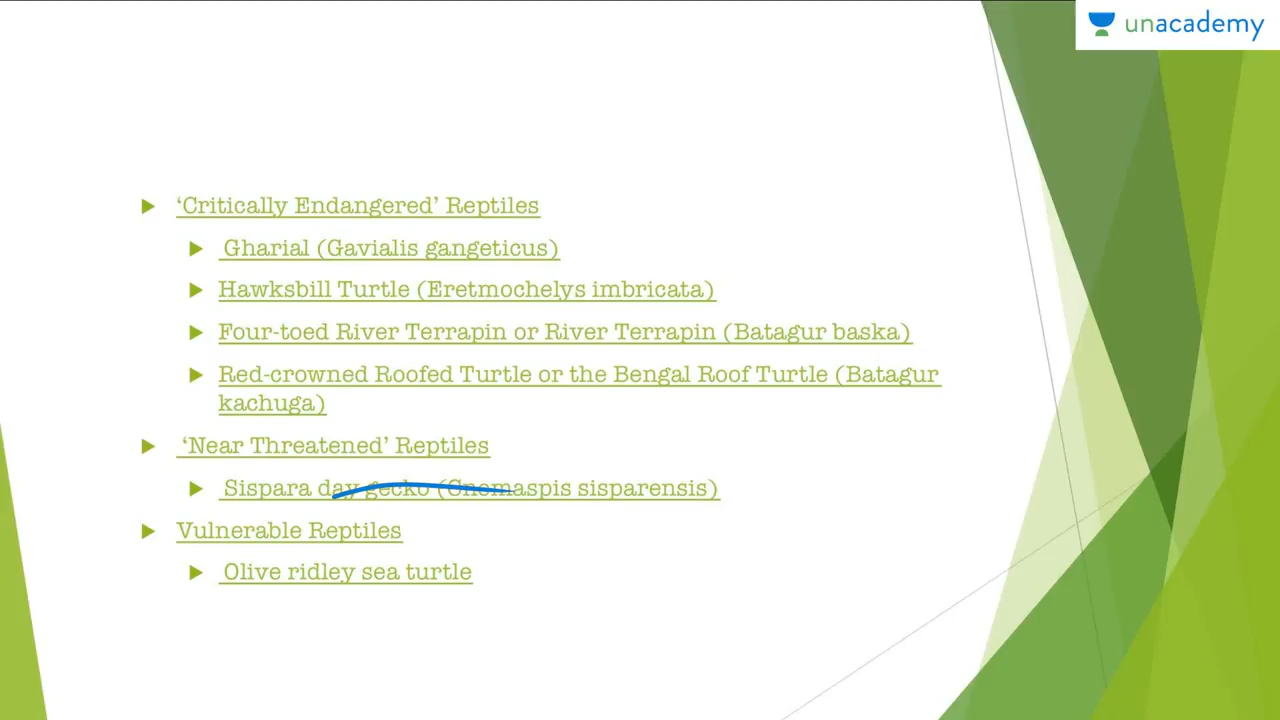 unacademy
‘Critically Endangered’ Reptiles
Gharial (Gavialis gangeticus)
Hawksbill Turtle (Eretmochelys imbricata)
Four-toed River Terrapin or River Terrapin (Batagur baska)
Red-crowned Roofed Turtle or the Bengal Roof Turtle (Batagur
kachuga)
‘Near Threatened’ Reptiles
Sispara day gecko (Cnemaspis sisparensis)
Vulnerable Reptiles
Olive ridley sea turtle